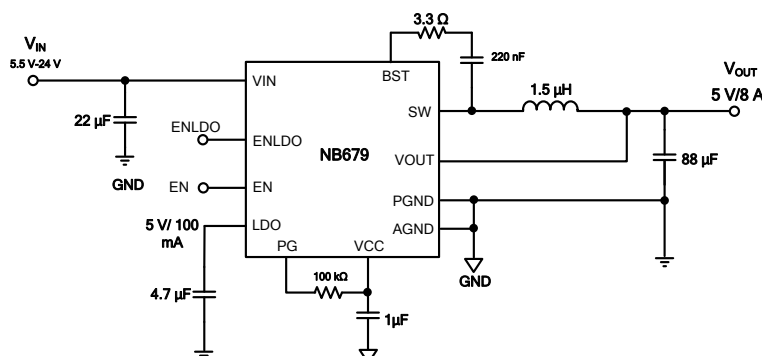 3.3 Ω
V_IN
5.5 V-24 V
BST
220 nF
V_OUT
5 V/8 A
VIN
SW
1.5 µH
22 µF
ENLDO
ENLDO
NB679
VOUT
88 µF
GND
EN
EN
PGND
5 V/ 100
mA
LDO
AGND
PG
VCC
GND
100 kΩ
4.7 µF
1µF